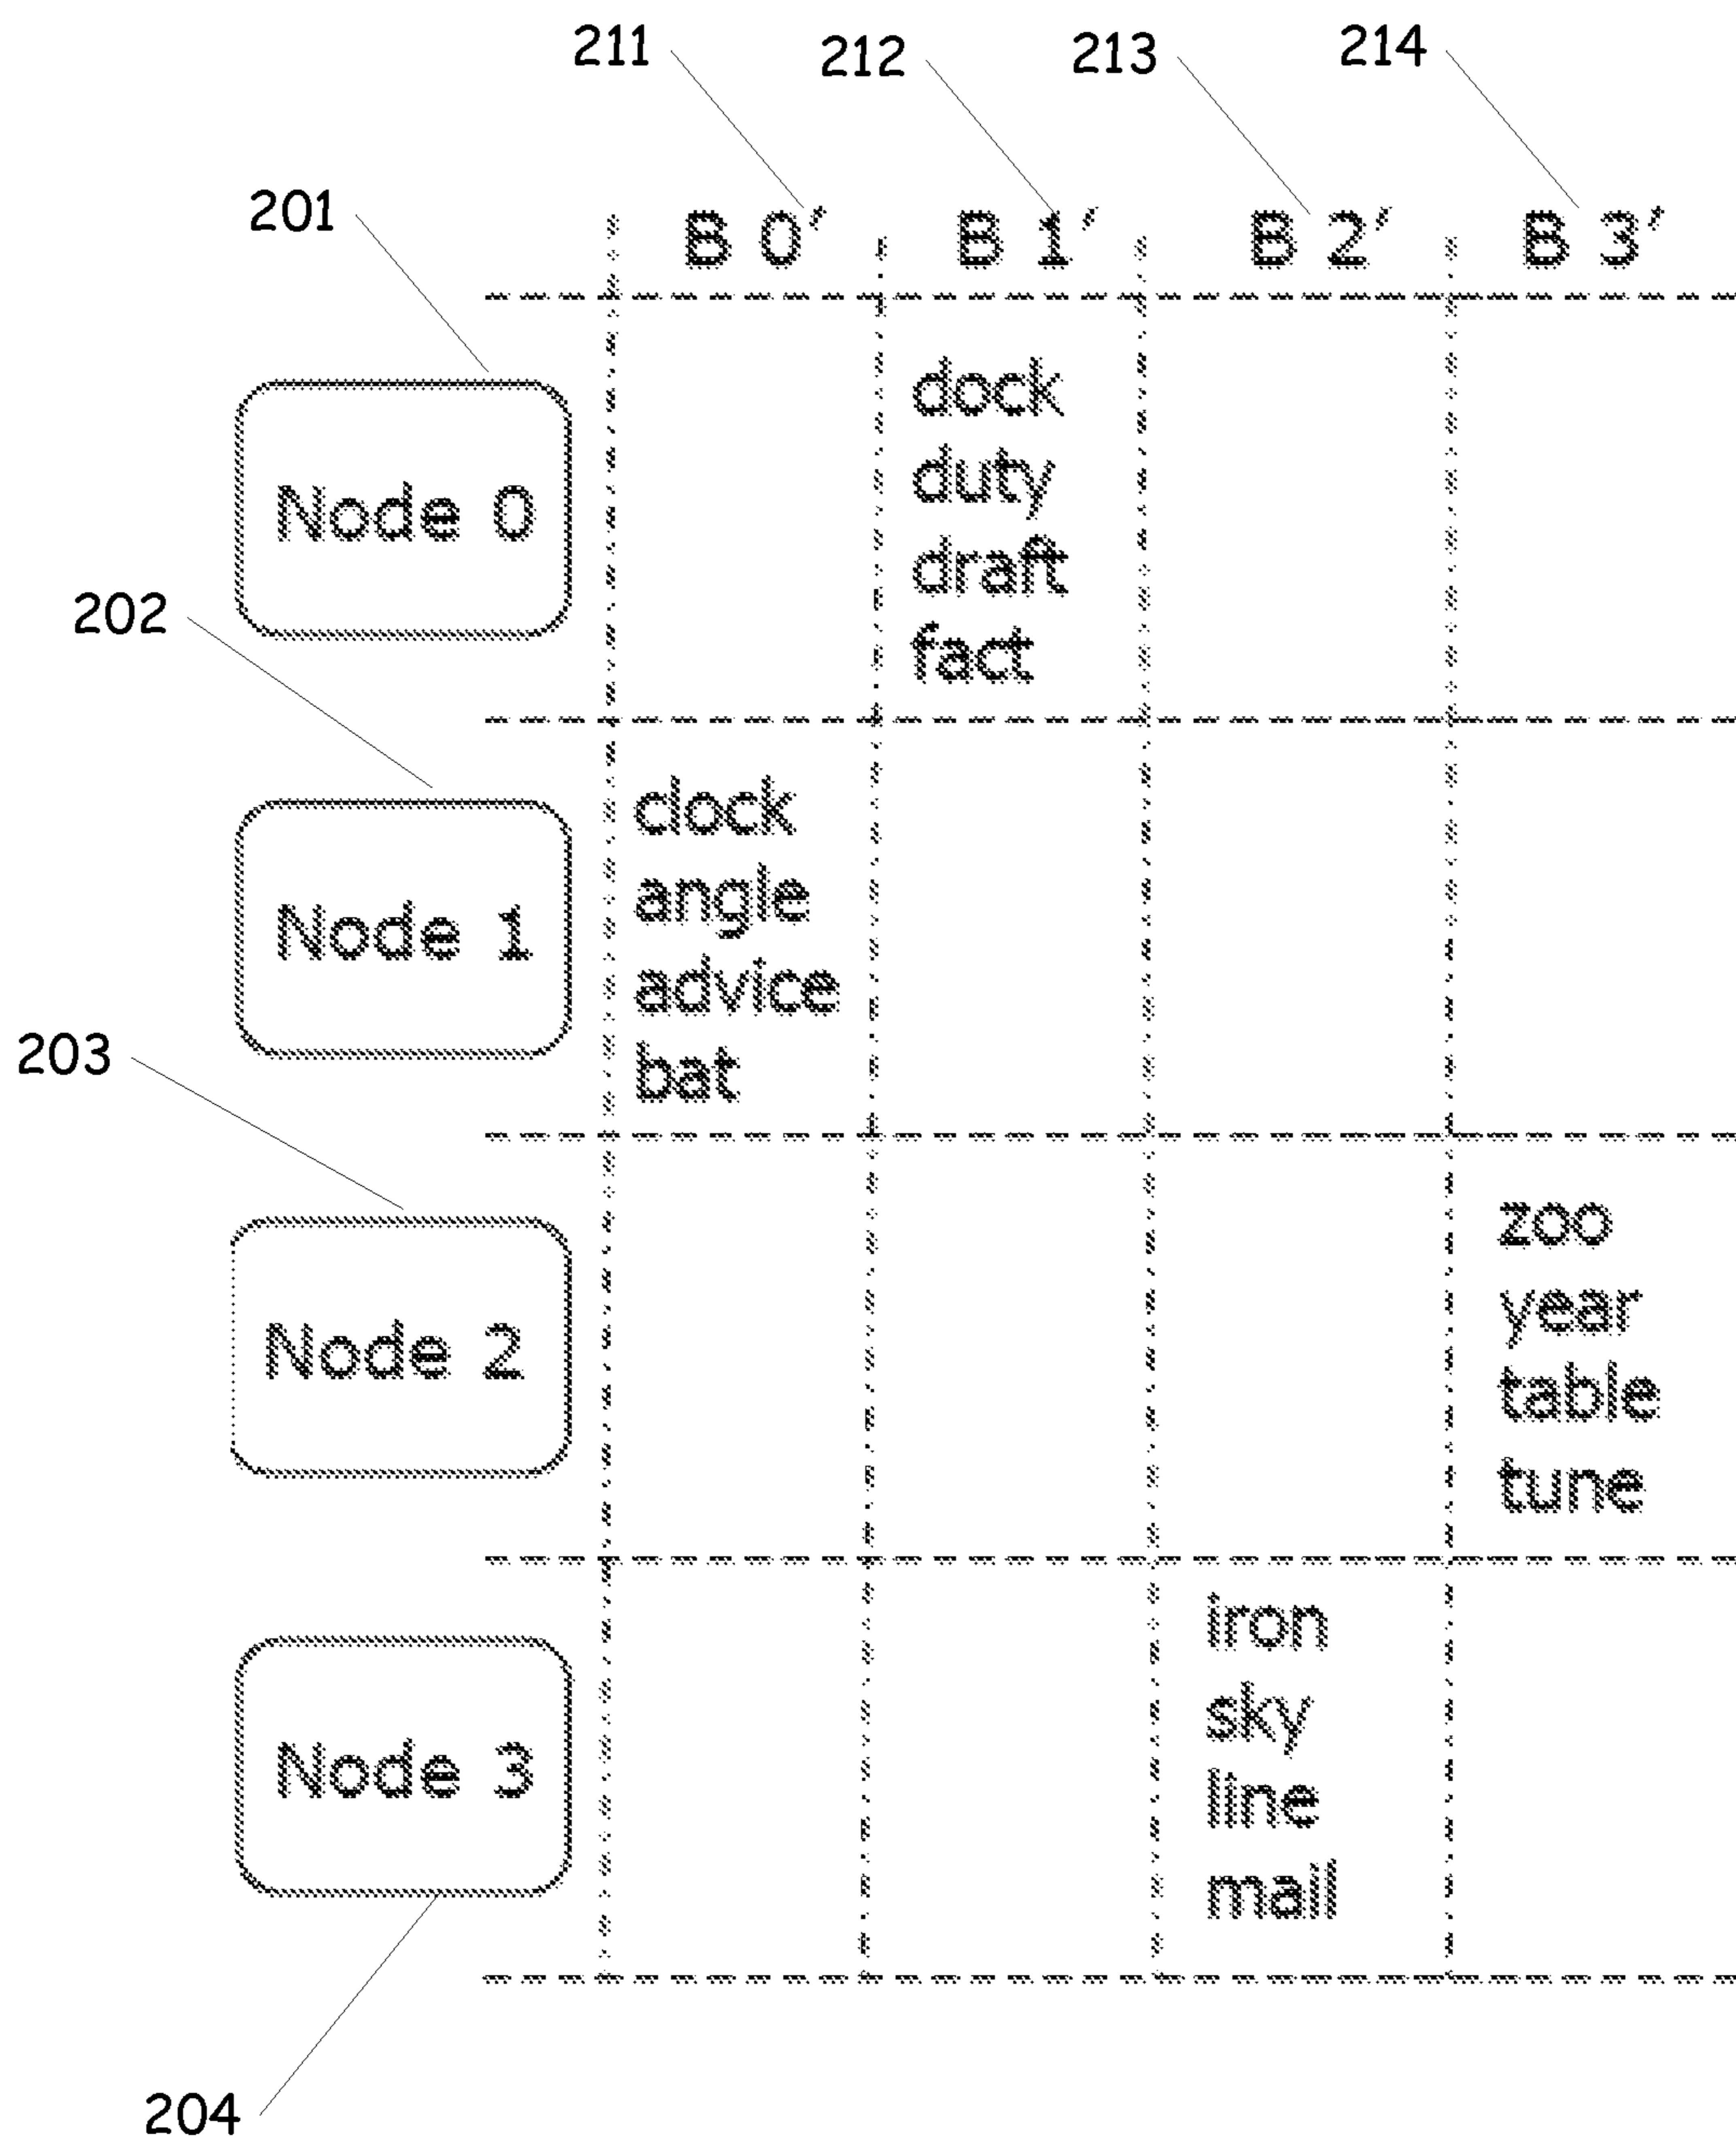 211 212 213 214
201
B 0' B 1' B 2' B 3'
dock
duty
Node 0
draft
202
fact
clock
angle
Node 1
advice
203
bat
zoo
year
Node 2
table
tune
iron
sky
Node 3
line
mail
204